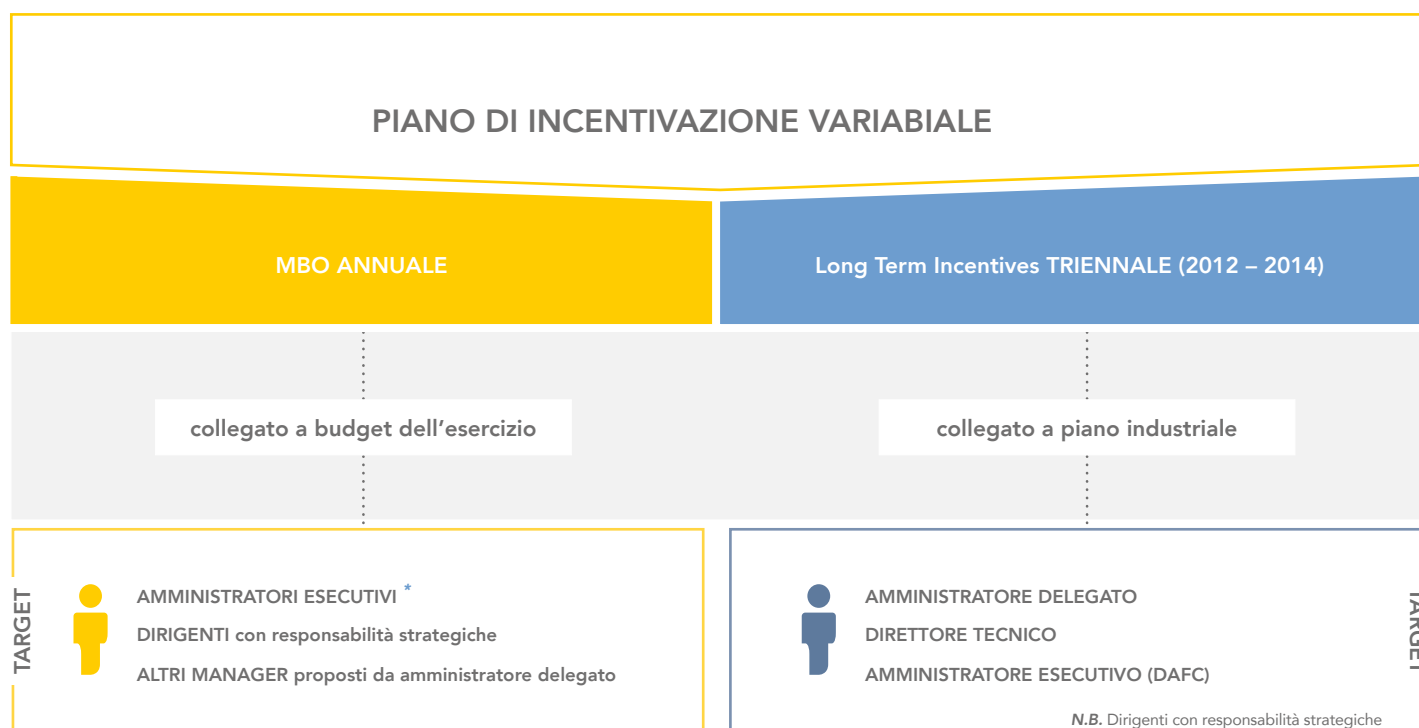 PIANO DI INCENTIVAZIONE VARIABIALE
MBO ANNUALE
Long Term Incentives TRIENNALE (2012 – 2014)
collegato a budget dell'esercizio
collegato a piano industriale
TARGET
AMMINISTRATORI ESECUTIVI *
DIRIGENTI con responsabilità strategiche
ALTRI MANAGER proposti da amministratore delegato
AMMINISTRATORE DELEGATO
DIRETTORE TECNICO
AMMINISTRATORE ESECUTIVO (DAFC)
N.B. Dirigenti con responsabilità strategiche
TARGET